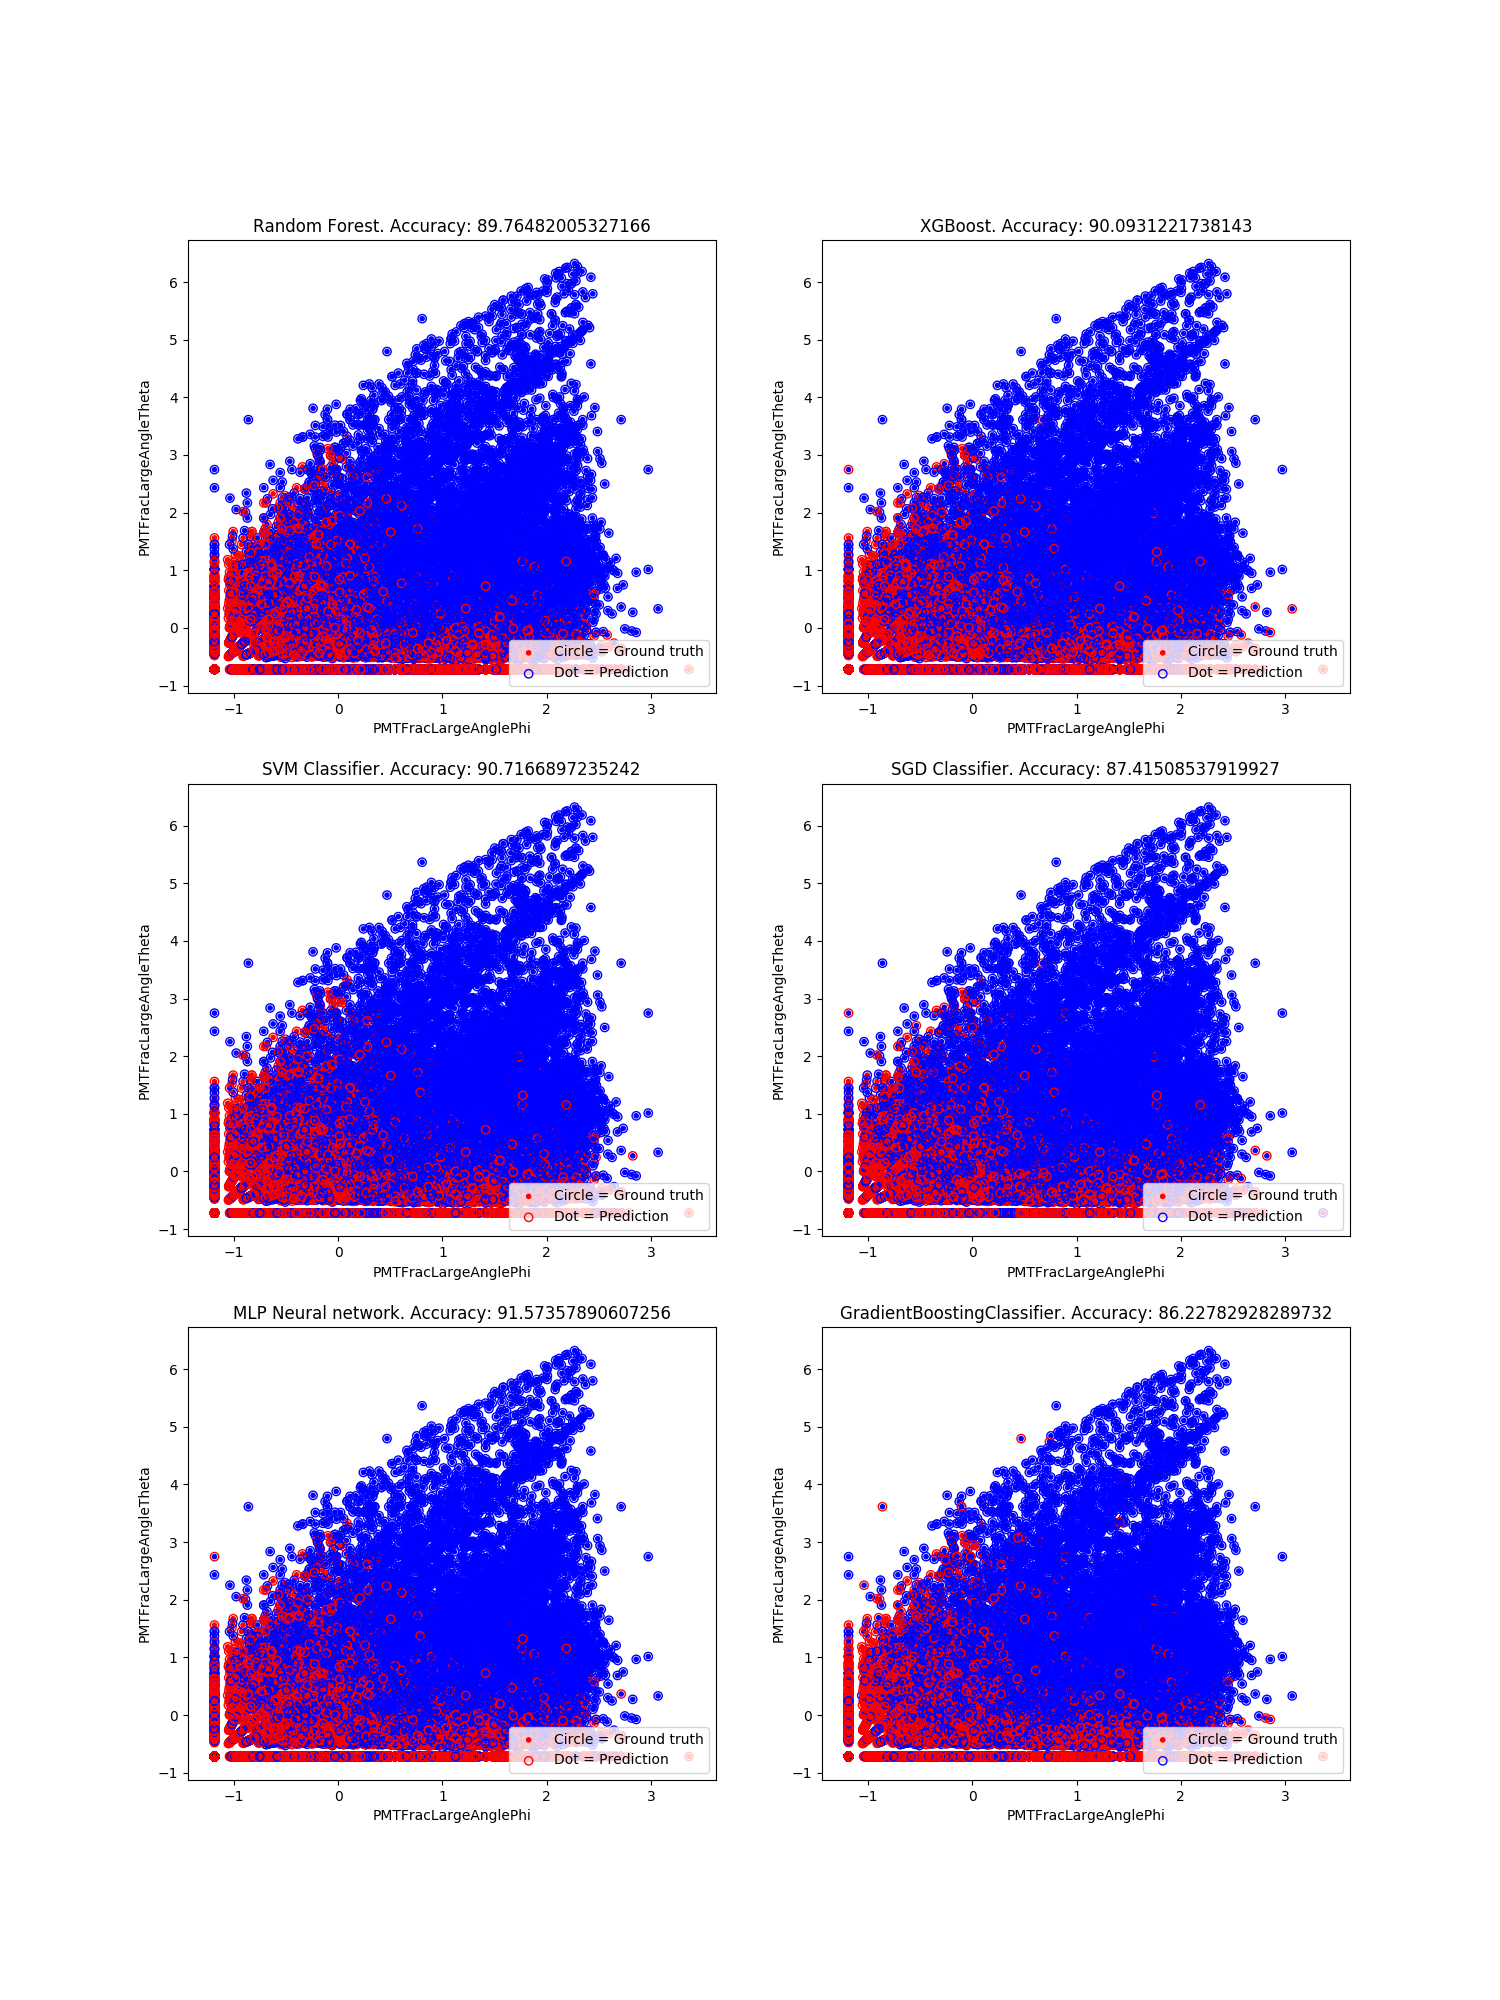 Random Forest. Accuracy: 89.76482005327166
PMTFracLargeAngleTheta
6
5
4
3
2
1
0
−1
Circle = Ground truth
Dot = Prediction
−1 0 1 2 3
PMTFracLargeAnglePhi
XGBoost. Accuracy: 90.0931221738143
PMTFracLargeAngleTheta
6
5
4
3
2
1
0
−1
Circle = Ground truth
Dot = Prediction
−1 0 1 2 3
PMTFracLargeAnglePhi
SVM Classifier. Accuracy: 90.7166897235242
PMTFracLargeAngleTheta
6
5
4
3
2
1
0
−1
Circle = Ground truth
Dot = Prediction
−1 0 1 2 3
PMTFracLargeAnglePhi
SGD Classifier. Accuracy: 87.41508537919927
PMTFracLargeAngleTheta
6
5
4
3
2
1
0
−1
Circle = Ground truth
Dot = Prediction
−1 0 1 2 3
PMTFracLargeAnglePhi
MLP Neural network. Accuracy: 91.57357890607256
PMTFracLargeAngleTheta
6
5
4
3
2
1
0
−1
Circle = Ground truth
Dot = Prediction
−1 0 1 2 3
PMTFracLargeAnglePhi
GradientBoostingClassifier. Accuracy: 86.22782928289732
PMTFracLargeAngleTheta
6
5
4
3
2
1
0
−1
Circle = Ground truth
Dot = Prediction
−1 0 1 2 3
PMTFracLargeAnglePhi